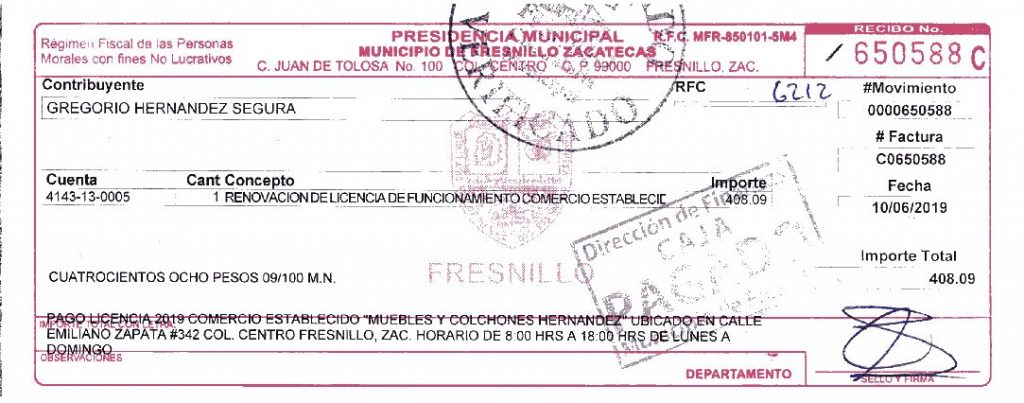 Régimen Fiscal de las Personas
Morales con fines No Lucrativos
PRESIDENCIA MUNICIPAL
R.F.C. MFR-850101-5M4
MUNICIPIO DE FRESNILLO ZACATECAS
C. JUAN DE TOLOSA No. 100 COL. CENTRO C.P. 99000 FRESNILLO, ZAC.
RECIBO No.
650588 C
VERIFICADO
Contribuyente
RFC
6212
GREGORIO HERNANDEZ SEGURA
#Movimiento
0000650588
# Factura
C0650588
Cuenta Cant Concepto Importe
4143-13-0005 1 RENOVACION DE LICENCIA DE FUNCIONAMIENTO COMERCIO ESTABLECID 408.09
Fecha
10/06/2019
Dirección de
CAJA
PAGADO
FRESNILLO
Importe Total
408.09
CUATROCIENTOS OCHO PESOS 09/100 M.N.
IMPORTE TOTAL CON LETRA
PAGO LICENCIA 2019 COMERCIO ESTABLECIDO "MUEBLES Y COLCHONES HERNANDEZ" UBICADO EN CALLE
EMILIANO ZAPATA #342 COL. CENTRO FRESNILLO, ZAC. HORARIO DE 8:00 HRS A 18:00 HRS DE LUNES A
DOMINGO
OBSERVACIONES
DEPARTAMENTO
SELLO Y FIRMA